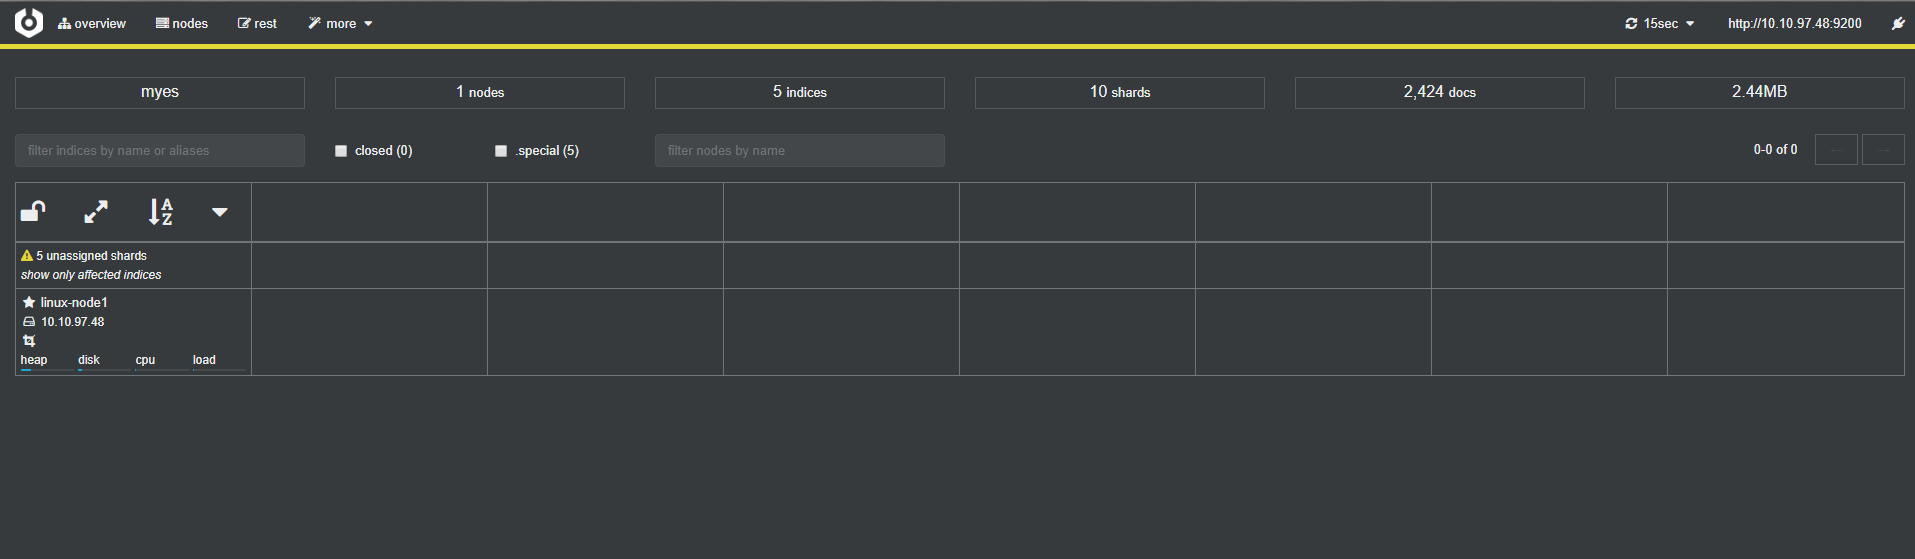 overview nodes rest more 15sec http://10.10.97.48:9200
myes 1 nodes 5 indices 10 shards 2,424 docs 2.44MB
filter indices by name or aliases closed (0) .special (5) filter nodes by name 0-0 of 0
A
Z
5 unassigned shards
show only affected indices
linux-node1
10.10.97.48
heap disk cpu load